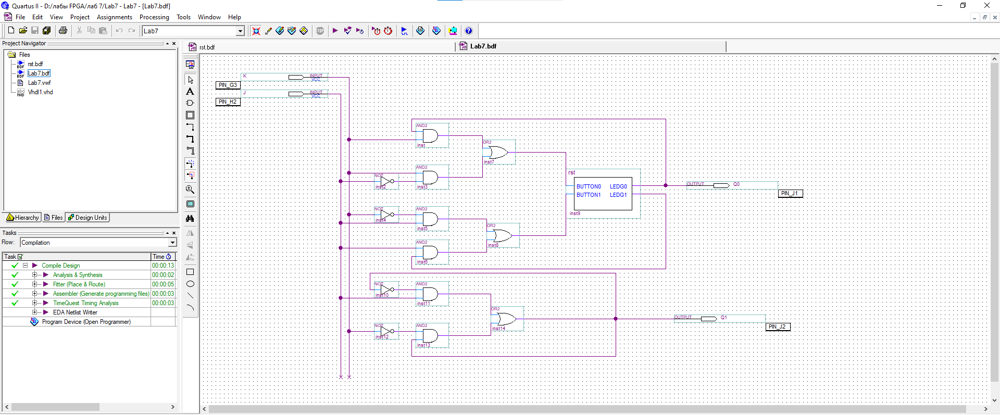 Quartus II - D:/лабы FPGA/лаб 7/Lab7 - Lab7 - [Lab7.bdf]
File Edit View Project Assignments Processing Tools Window Help
Lab7
STOP
Project Navigator
Files
BDF rst.bdf
BDF Lab7.bdf
Lab7.vwf
abc VHD Vhdl1.vhd
Hierarchy Files Design Units
Tasks
Flow: Compilation
Task Time
Compile Design 00:00:13
Analysis & Synthesis 00:00:02
Fitter (Place & Route) 00:00:05
Assembler (Generate programming files) 00:00:03
TimeQuest Timing Analysis 00:00:03
EDA Netlist Writer
Program Device (Open Programmer)
rst.bdf
Lab7.bdf
K INPUT VCC
PIN_G3
J INPUT VCC
PIN_H2
AND2
inst
OR2
inst7
AND2
NOT
inst2
inst3
rst
BUTTON0 LEDG0
BUTTON1 LEDG1
inst9
OUTPUT Q0
PIN_J1
NOT
inst4
AND2
inst5
OR2
inst8
AND2
inst6
NOT
inst10
AND2
inst11
OR2
inst14
NOT
inst12
AND2
inst13
OUTPUT Q1
PIN_J2